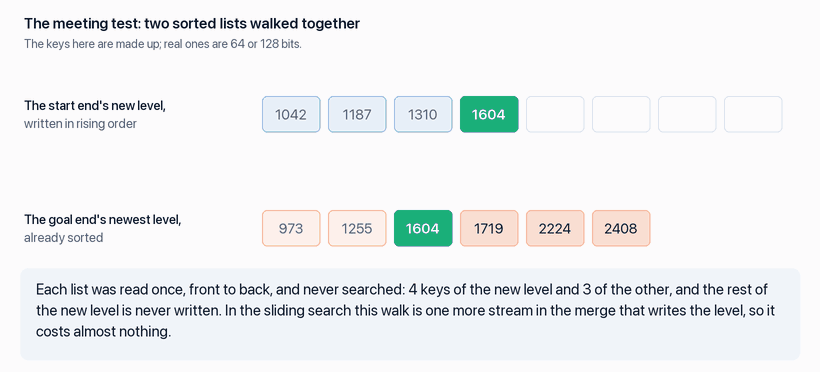 The meeting test: two sorted lists walked together
The keys here are made up; real ones are 64 or 128 bits.
The start end's new level,
written in rising order
1042 1187 1310 1604
The goal end's newest level,
already sorted
973 1255 1604 1719 2224 2408
Each list was read once, front to back, and never searched: 4 keys of the new level and 3 of the other, and the rest of
the new level is never written. In the sliding search this walk is one more stream in the merge that writes the level, so it
costs almost nothing.